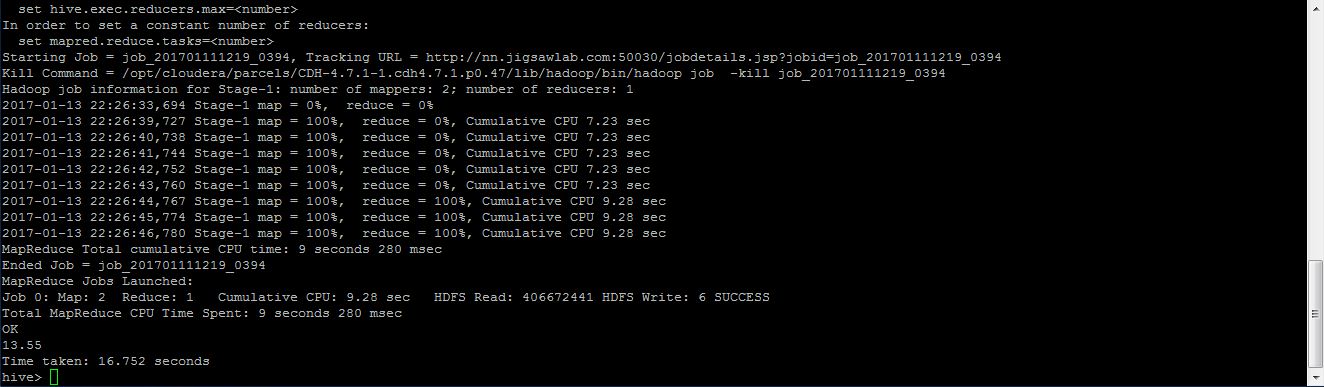 set hive.exec.reducers.max=<number>
In order to set a constant number of reducers:
set mapred.reduce.tasks=<number>
Starting Job = job_201701111219_0394, Tracking URL = http://nn.jigsawlab.com:50030/jobdetails.jsp?jobid=job_201701111219_0394
Kill Command = /opt/cloudera/parcels/CDH-4.7.1-1.cdh4.7.1.p0.47/lib/hadoop/bin/hadoop job  -kill job_201701111219_0394
Hadoop job information for Stage-1: number of mappers: 2; number of reducers: 1
2017-01-13 22:26:33,694 Stage-1 map = 0%,  reduce = 0%
2017-01-13 22:26:39,727 Stage-1 map = 100%,  reduce = 0%, Cumulative CPU 7.23 sec
2017-01-13 22:26:40,738 Stage-1 map = 100%,  reduce = 0%, Cumulative CPU 7.23 sec
2017-01-13 22:26:41,744 Stage-1 map = 100%,  reduce = 0%, Cumulative CPU 7.23 sec
2017-01-13 22:26:42,752 Stage-1 map = 100%,  reduce = 0%, Cumulative CPU 7.23 sec
2017-01-13 22:26:43,760 Stage-1 map = 100%,  reduce = 0%, Cumulative CPU 7.23 sec
2017-01-13 22:26:44,767 Stage-1 map = 100%,  reduce = 100%, Cumulative CPU 9.28 sec
2017-01-13 22:26:45,774 Stage-1 map = 100%,  reduce = 100%, Cumulative CPU 9.28 sec
2017-01-13 22:26:46,780 Stage-1 map = 100%,  reduce = 100%, Cumulative CPU 9.28 sec
MapReduce Total cumulative CPU time: 9 seconds 280 msec
Ended Job = job_201701111219_0394
MapReduce Jobs Launched:
Job 0: Map: 2  Reduce: 1   Cumulative CPU: 9.28 sec   HDFS Read: 406672441 HDFS Write: 6 SUCCESS
Total MapReduce CPU Time Spent: 9 seconds 280 msec
OK
13.55
Time taken: 16.752 seconds
hive>